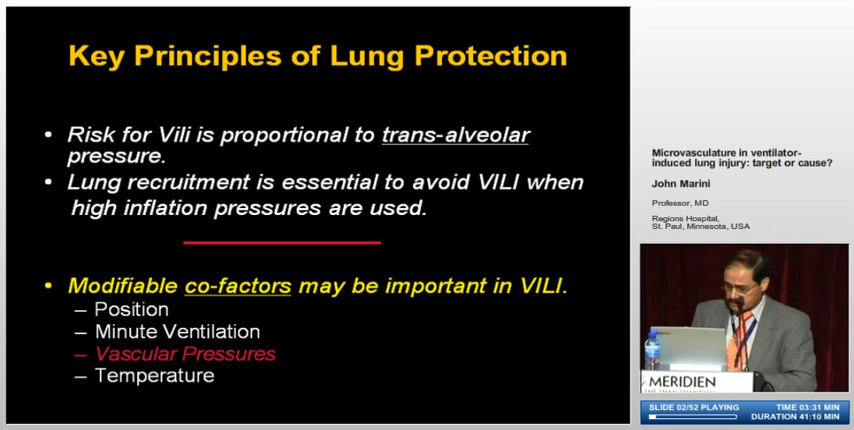 Key Principles of Lung Protection
• Risk for Vili is proportional to trans-alveolar
pressure.
• Lung recruitment is essential to avoid VILI when
high inflation pressures are used.
• Modifiable co-factors may be important in VILI.
– Position
– Minute Ventilation
– Vascular Pressures
– Temperature
Microvasculature in ventilator-
induced lung injury: target or cause?
John Marini
Professor, MD
Regions Hospital,
St. Paul, Minnesota, USA
MERIDIEN
SLIDE 02/52 PLAYING
TIME 03:31 MIN
DURATION 41:10 MIN